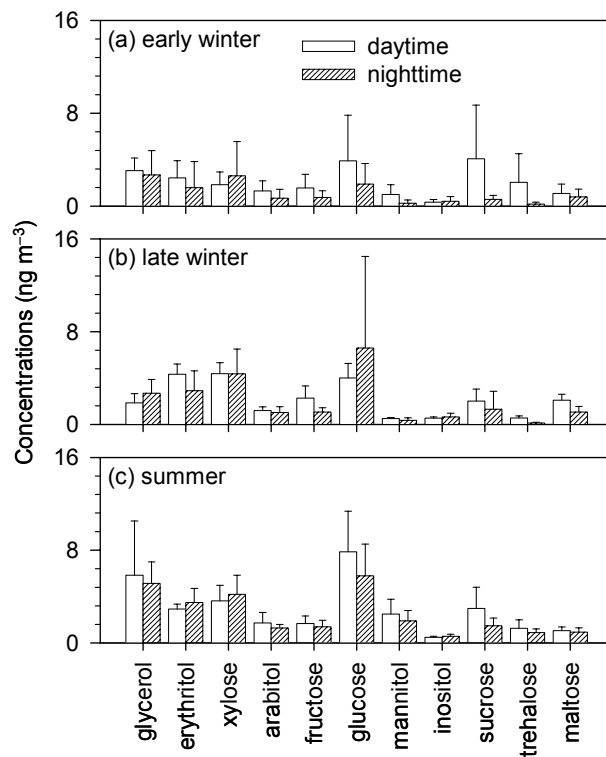 Concentrations (ng m⁻³)
16
8
0
(a) early winter
daytime
nighttime
16
8
0
(b) late winter
16
8
0
(c) summer
glycerol
erythritol
xylose
arabitol
fructose
glucose
mannitol
inositol
sucrose
trehalose
maltose